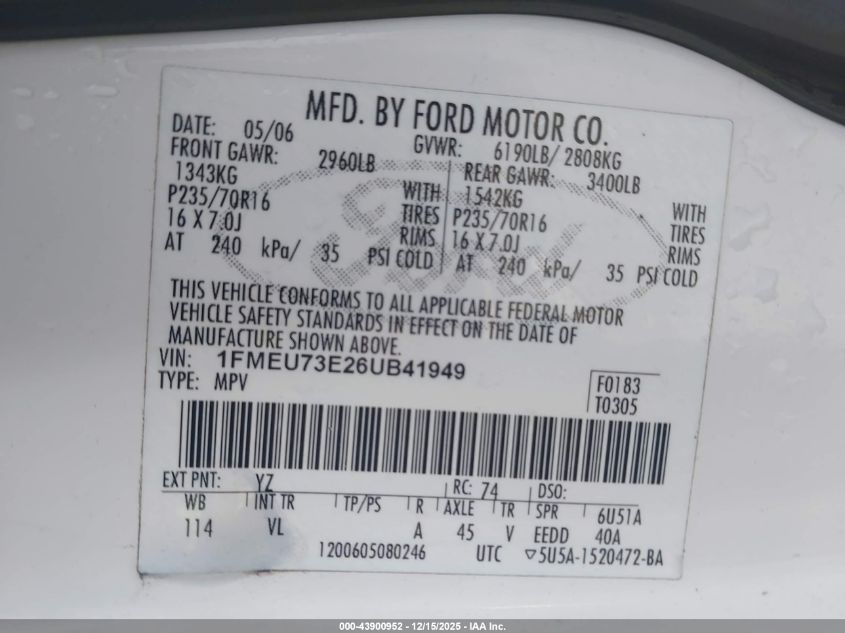 MFD. BY FORD MOTOR CO.
DATE: 05/06 GVWR: 6190LB/ 2808KG
FRONT GAWR: 2960LB REAR GAWR: 3400LB
1343KG WITH 1542KG WITH
P235/70R16 TIRES P235/70R16 TIRES
16 X 7.0J RIMS 16 X 7.0J RIMS
AT 240 kPa/ 35 PSI COLD AT 240 kPa/ 35 PSI COLD
Ford
THIS VEHICLE CONFORMS TO ALL APPLICABLE FEDERAL MOTOR
VEHICLE SAFETY STANDARDS IN EFFECT ON THE DATE OF
MANUFACTURE SHOWN ABOVE.
VIN: 1FMEU73E26UB41949
TYPE: MPV
F0183
T0305
EXT PNT: YZ RC: 74 DSO:
WB INT TR TP/PS R AXLE TR SPR 6U51A
114 VL A 45 V EEDD 40A
1200605080246 UTC ▽5U5A-1520472-BA
000-43900952 - 12/15/2025 - IAA Inc.